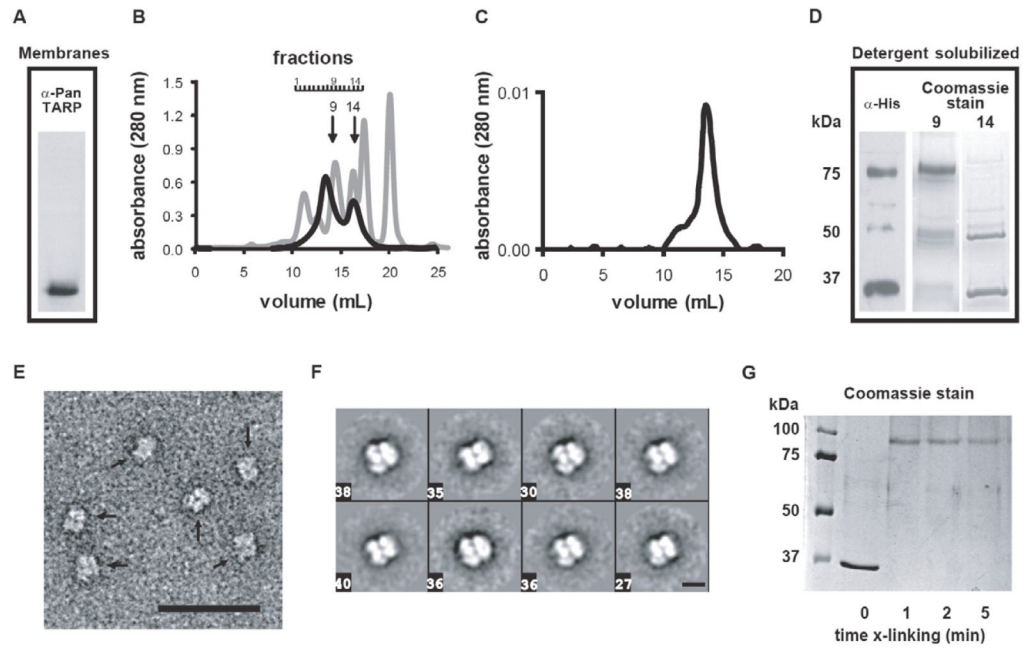 A
Membranes
α-Pan
TARP
B
fractions
1 9 14
9 14
absorbance (280 nm)
1.5
1.2
0.9
0.6
0.3
0.0
0 5 10 15 20 25
volume (mL)
C
absorbance (280 nm)
0.01
0.00
0 5 10 15 20
volume (mL)
D
Detergent solubilized
α-His
Coomassie
stain
kDa
9 14
75
50
37
E
F
38 35 30 38
40 36 36 27
G
Coomassie stain
kDa
100
75
50
37
0 1 2 5
time x-linking (min)